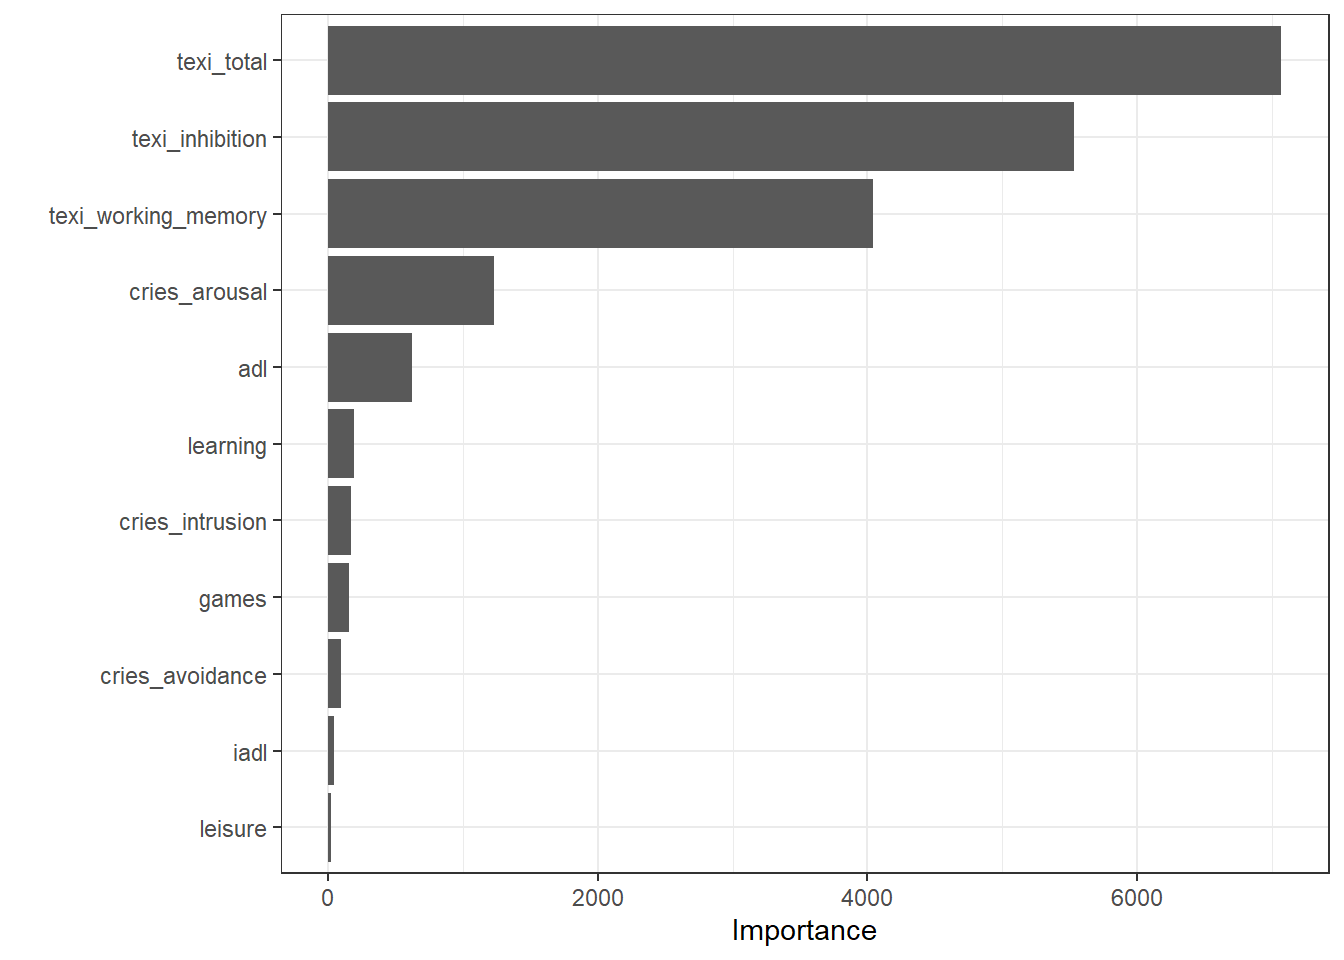 texi_total
texi_inhibition
texi_working_memory
cries_arousal
adl
learning
cries_intrusion
games
cries_avoidance
iadl
leisure
0 2000 4000 6000
Importance